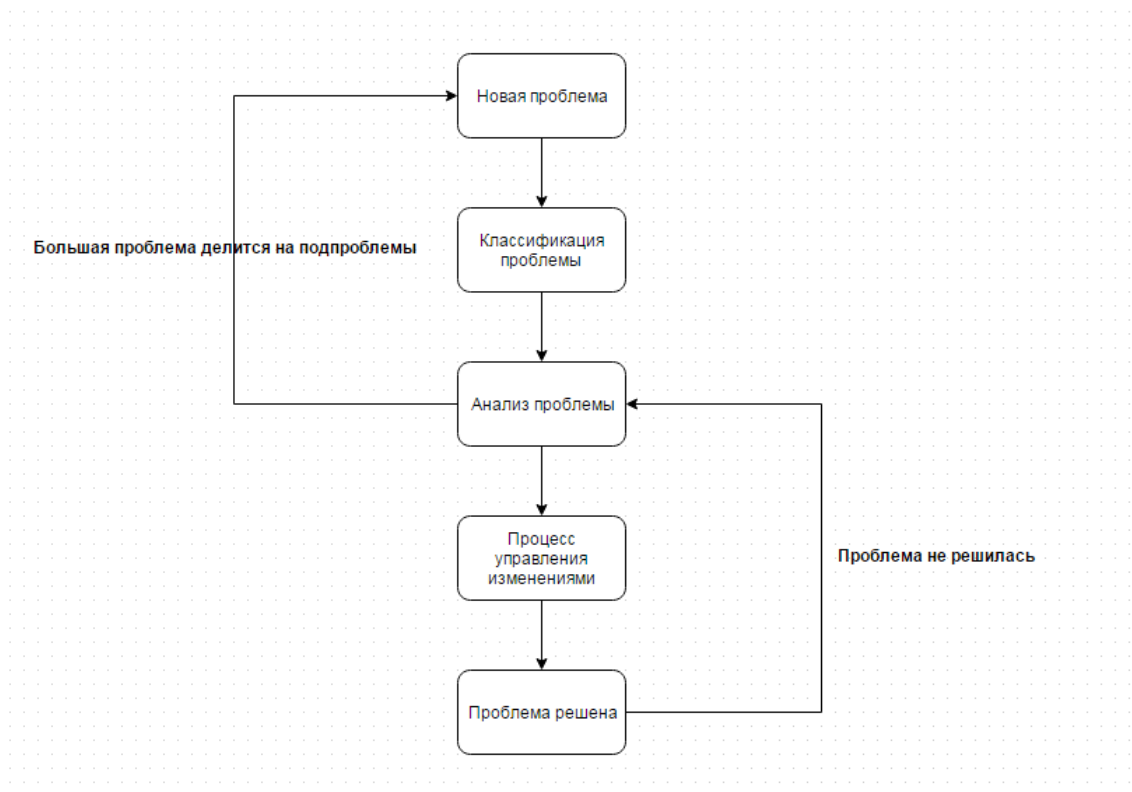 Новая проблема
Большая проблема делится на подпроблемы
Классификация
проблемы
Анализ проблемы
Процесс
управления
изменениями
Проблема не решилась
Проблема решена